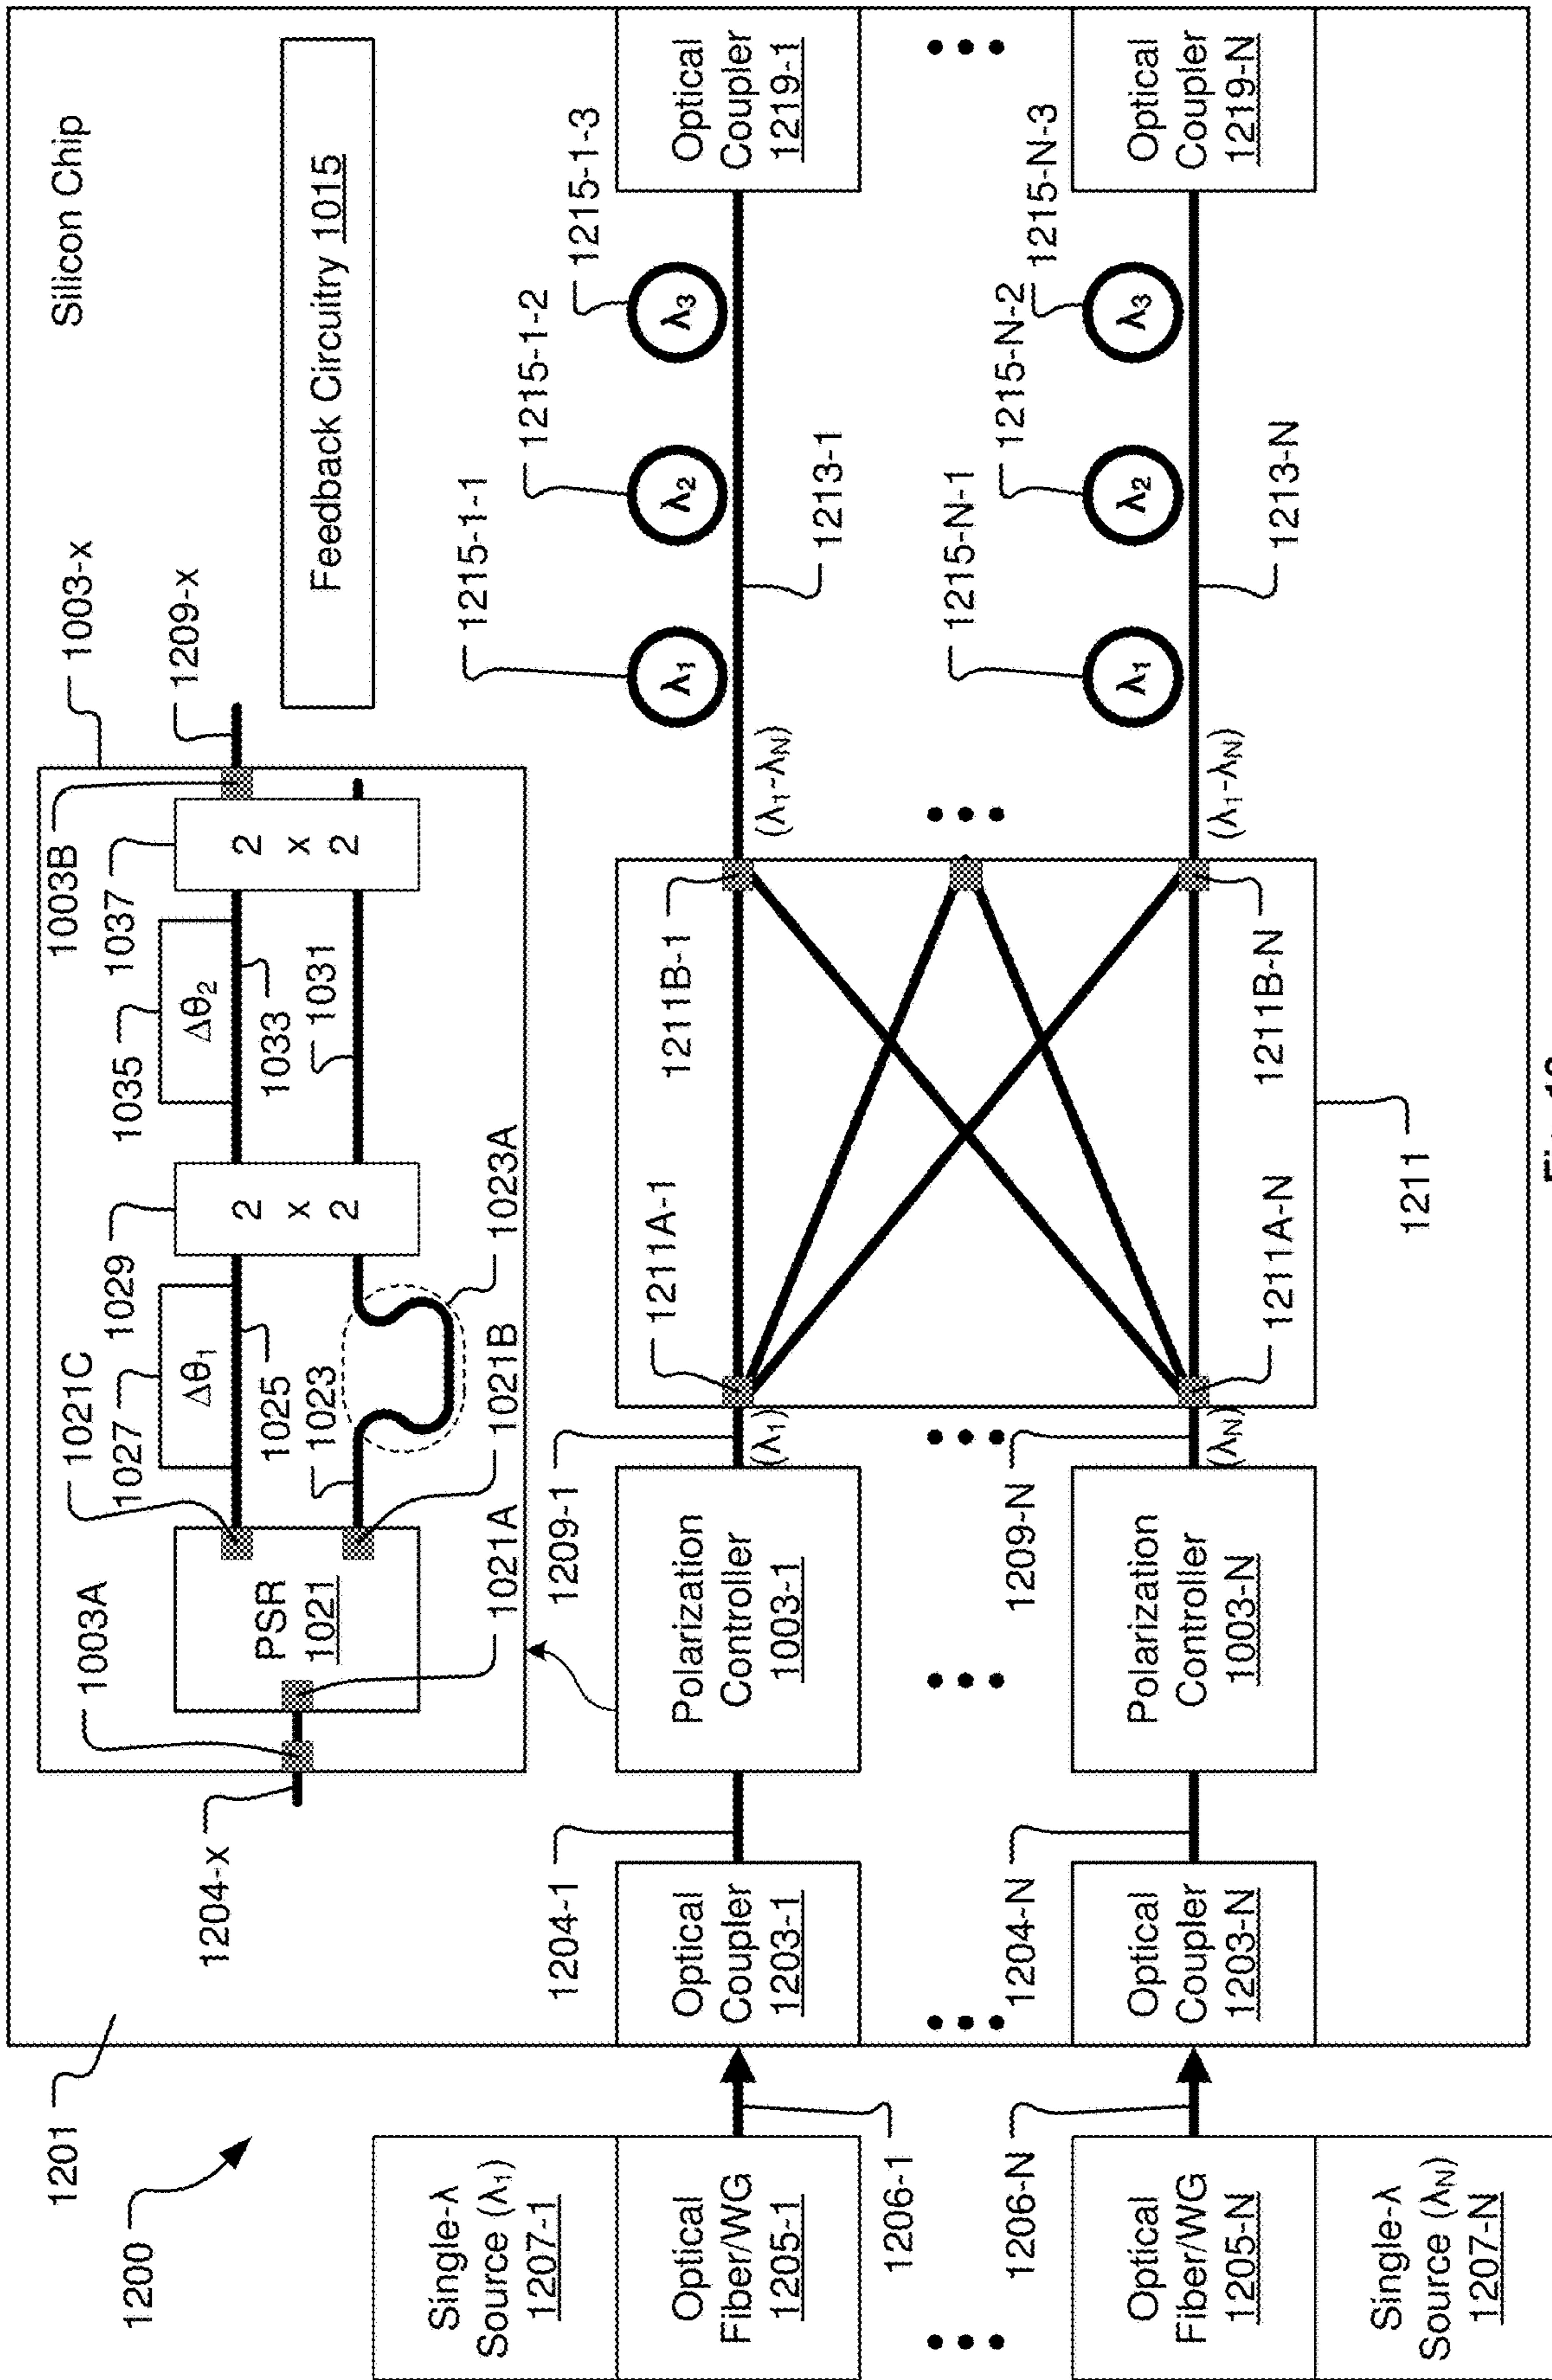 Silicon Chip
1003-x
1209-x
Feedback Circuitry 1015
1003B
1037
2
x
2
1035
Δθ2
1033
1031
1029
2
x
2
1023A
1021C
1027
Δθ1
1025
1023
1021B
1003A
PSR
1021
1021A
1204-x
1201
1200
Single-λ
Source (λ1)
1207-1
Optical
Fiber/WG
1205-1
1206-1
Optical
Coupler
1203-1
1204-1
Polarization
Controller
1003-1
1209-1
(λ1)
1211A-1
1211B-1
(λ1-λN)
1215-1-1
λ1
1215-1-2
λ2
1215-1-3
λ3
1213-1
Optical
Coupler
1219-1
1206-N
Optical
Fiber/WG
1205-N
Single-λ
Source (λN)
1207-N
Optical
Coupler
1203-N
1204-N
Polarization
Controller
1003-N
1209-N
(λN)
1211A-N
1211B-N
1211
(λ1-λN)
1215-N-1
λ1
1215-N-2
λ2
1215-N-3
λ3
1213-N
Optical
Coupler
1219-N